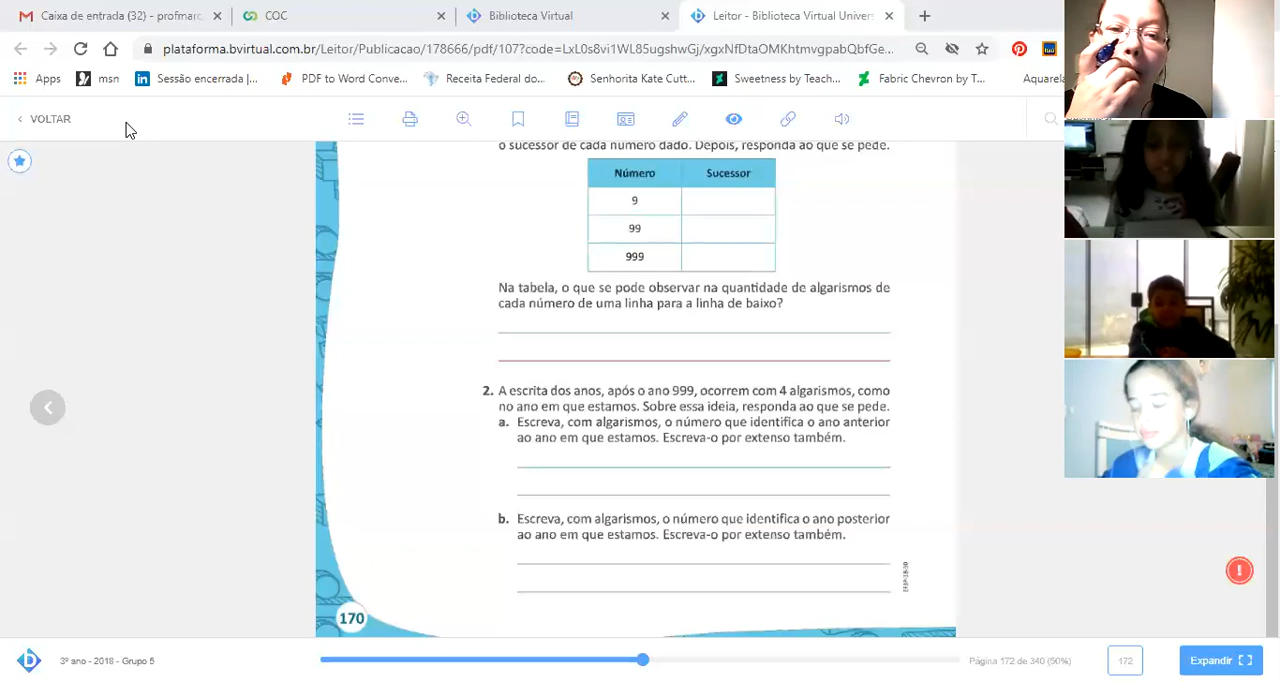 Caixa de entrada (32) - profmarc
COC
Biblioteca Virtual
Leitor - Biblioteca Virtual Univers
plataforma.bvirtual.com.br/Leitor/Publicacao/178666/pdf/107?code=LxL0s8vi1WL85ugshwGj/xgxNfDtaOMKhtmvgpabQbfGe...
Apps
msn
Sessão encerrada |...
PDF to Word Conve...
Receita Federal do...
Senhorita Kate Cutt...
Sweetness by Teach...
Fabric Chevron by T...
Aquarela
VOLTAR
o sucessor de cada número dado. Depois, responda ao que se pede.
Número Sucessor
9
99
999
Na tabela, o que se pode observar na quantidade de algarismos de
cada número de uma linha para a linha de baixo?
2. A escrita dos anos, após o ano 999, ocorrem com 4 algarismos, como
no ano em que estamos. Sobre essa ideia, responda ao que se pede.
a. Escreva, com algarismos, o número que identifica o ano anterior
ao ano em que estamos. Escreva-o por extenso também.
b. Escreva, com algarismos, o número que identifica o ano posterior
ao ano em que estamos. Escreva-o por extenso também.
170
3º ano - 2018 - Grupo 5
Página 172 de 340 (50%)
172
Expandir